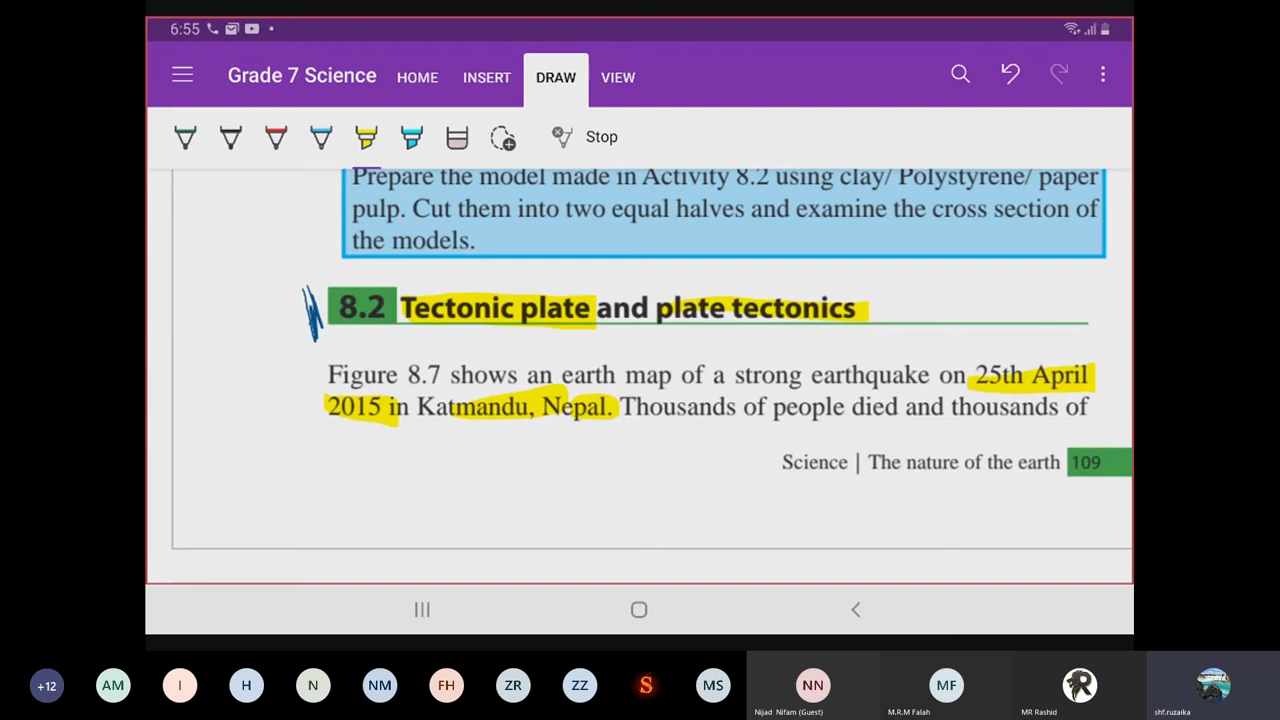 6:55
Grade 7 Science HOME INSERT DRAW VIEW
Stop
Prepare the model made in Activity 8.2 using clay/ Polystyrene/ paper
pulp. Cut them into two equal halves and examine the cross section of
the models.
8.2 Tectonic plate and plate tectonics
Figure 8.7 shows an earth map of a strong earthquake on 25th April
2015 in Katmandu, Nepal. Thousands of people died and thousands of
Science | The nature of the earth 109
+12 AM I H N NM FH ZR ZZ S MS NN MF R
Nijad Nifam (Guest) M.R.M Falah MR Rashid shf.ruzaika